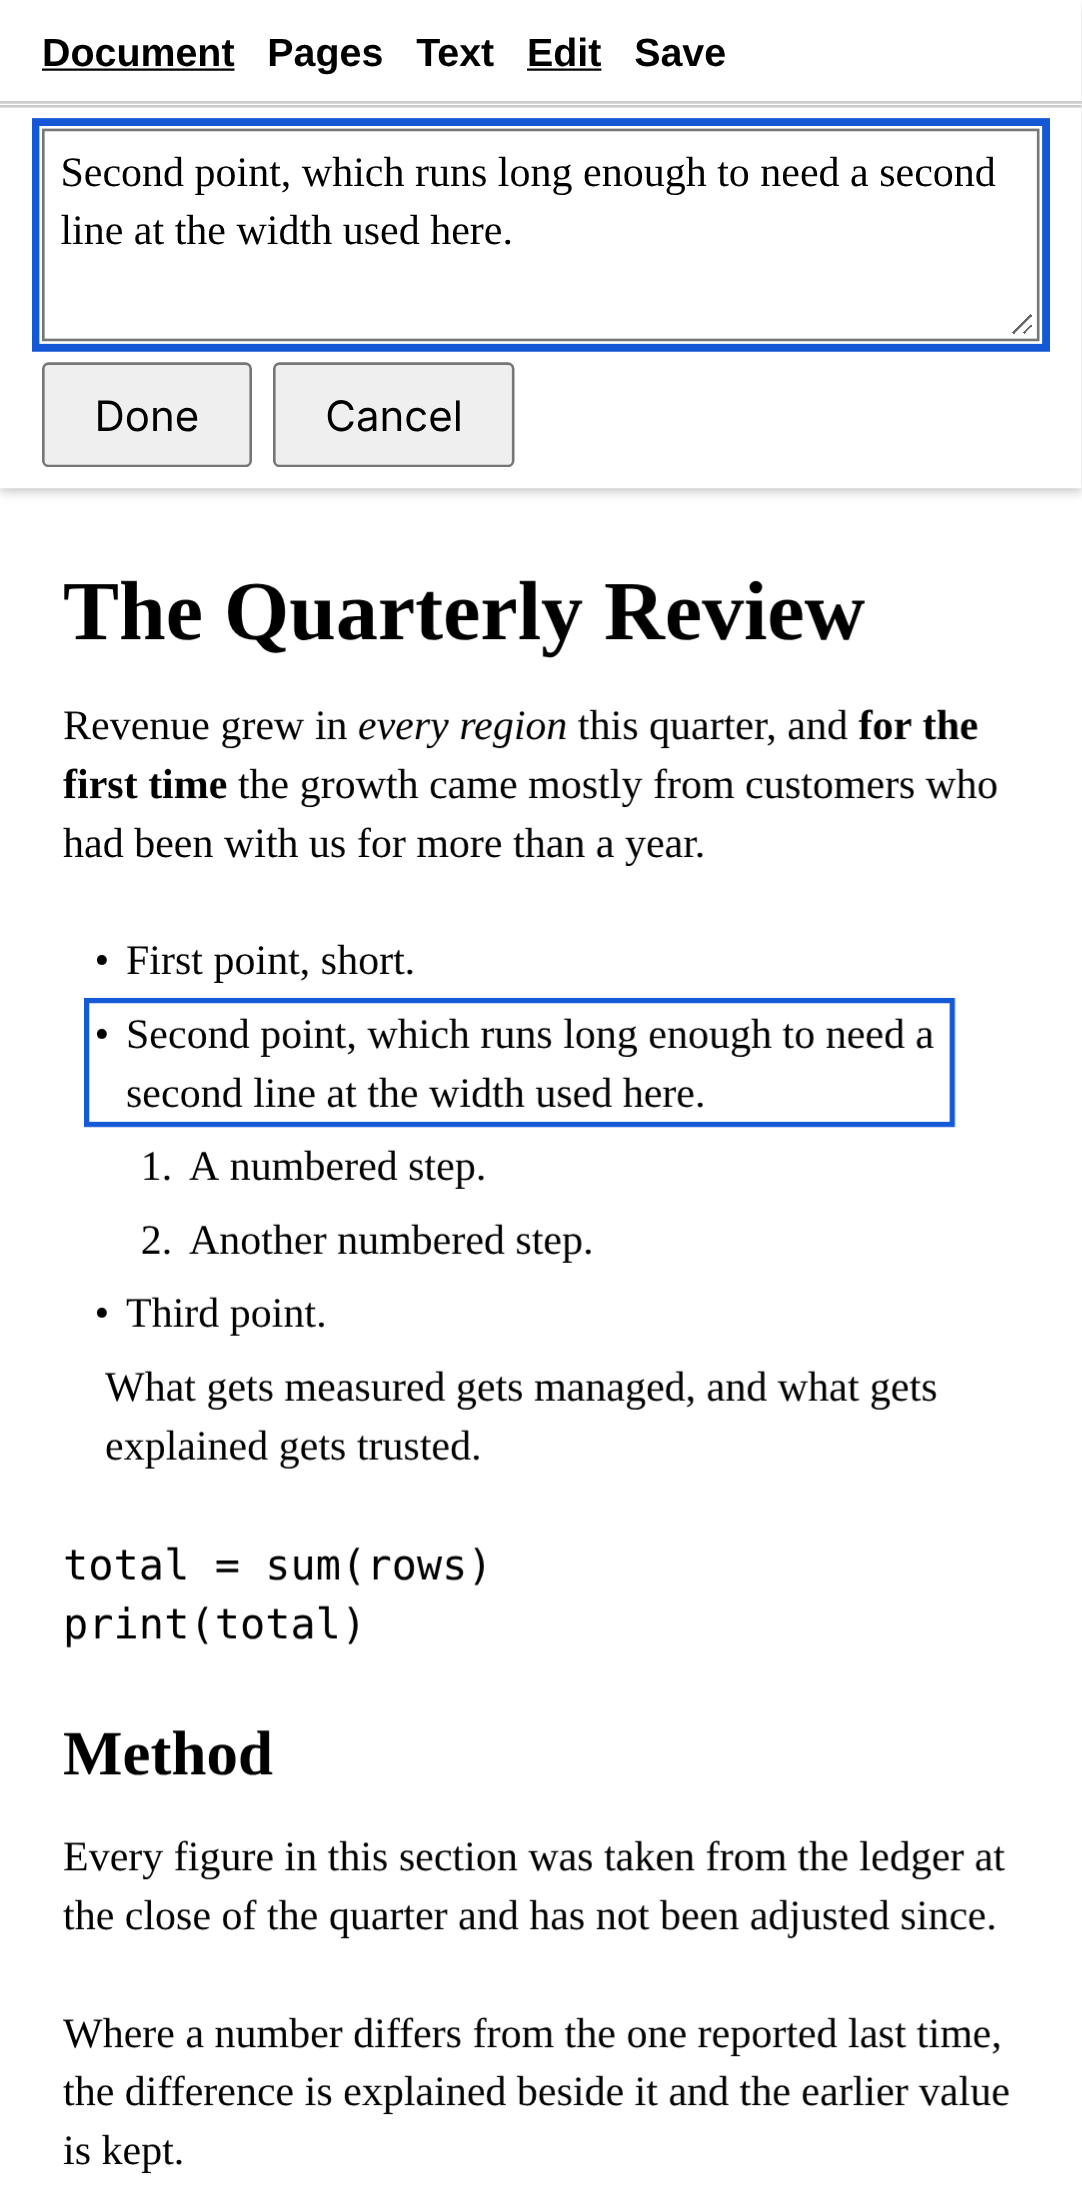 Document Pages Text Edit Save
Second point, which runs long enough to need a second
line at the width used here.
Done Cancel
The Quarterly Review
Revenue grew in every region this quarter, and for the
first time the growth came mostly from customers who
had been with us for more than a year.
• First point, short.
• Second point, which runs long enough to need a
second line at the width used here.
1. A numbered step.
2. Another numbered step.
• Third point.
What gets measured gets managed, and what gets
explained gets trusted.
total = sum(rows)
print(total)
Method
Every figure in this section was taken from the ledger at
the close of the quarter and has not been adjusted since.
Where a number differs from the one reported last time,
the difference is explained beside it and the earlier value
is kept.